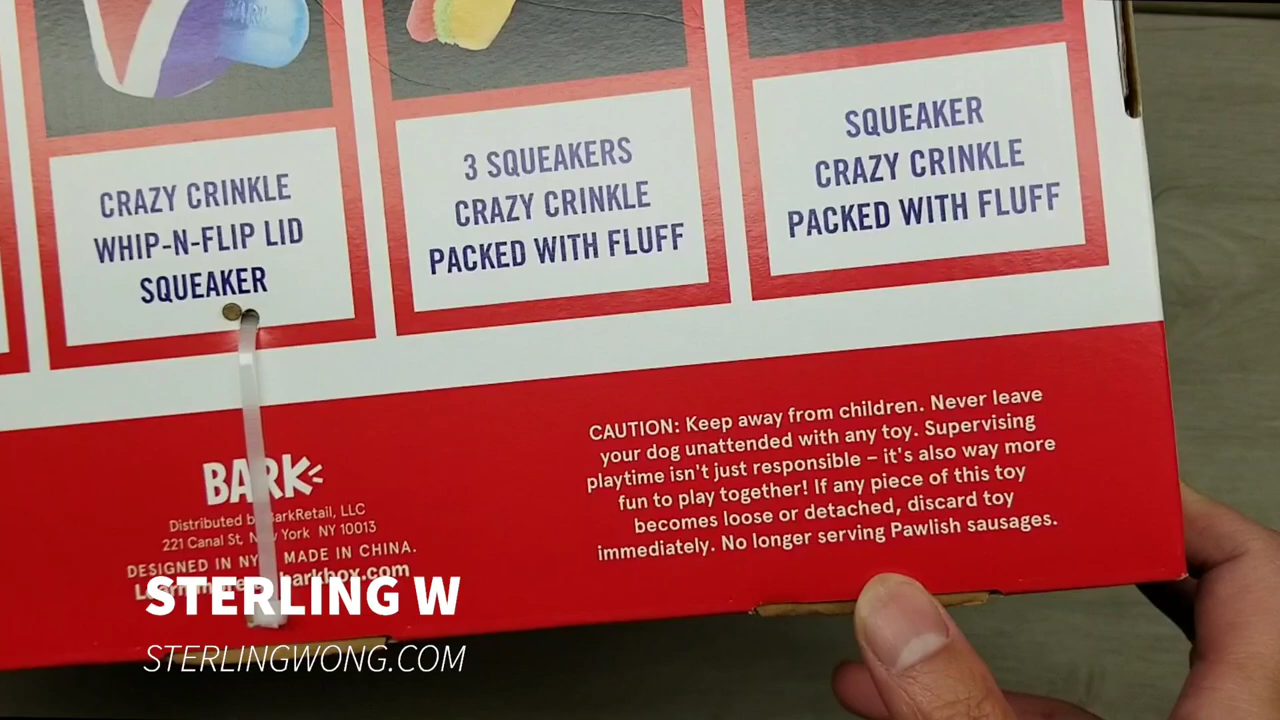 CRAZY CRINKLE
WHIP-N-FLIP LID
SQUEAKER
3 SQUEAKERS
CRAZY CRINKLE
PACKED WITH FLUFF
SQUEAKER
CRAZY CRINKLE
PACKED WITH FLUFF
BARK
Distributed by BarkRetail, LLC
221 Canal St, New York NY 10013
DESIGNED IN NY. MADE IN CHINA.
barkbox.com
CAUTION: Keep away from children. Never leave
your dog unattended with any toy. Supervising
playtime isn't just responsible – it's also way more
fun to play together! If any piece of this toy
becomes loose or detached, discard toy
immediately. No longer serving Pawlish sausages.
STERLING W
STERLINGWONG.COM